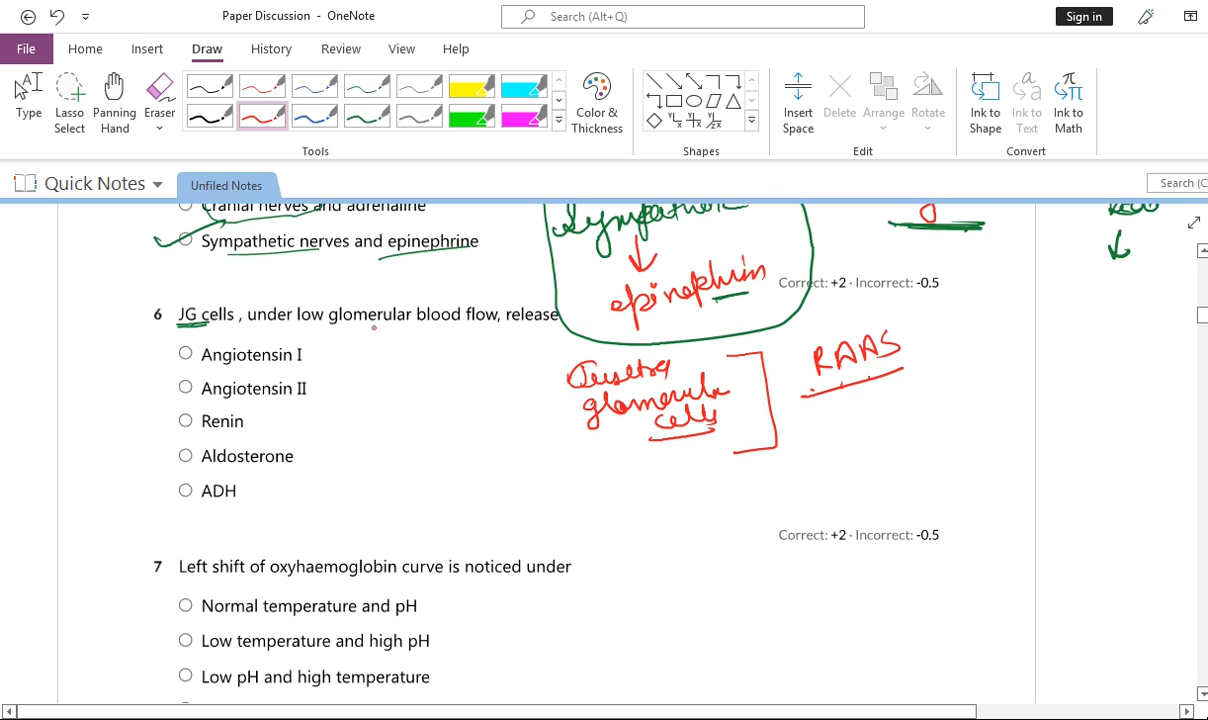 Paper Discussion - OneNote
Search (Alt+Q)
Sign in
File
Home
Insert
Draw
History
Review
View
Help
Type
Lasso Select
Panning Hand
Eraser
Color & Thickness
Insert Space
Delete
Arrange
Rotate
Ink to Shape
Ink to Text
Ink to Math
Tools
Shapes
Edit
Convert
Quick Notes
Unfiled Notes
Search (C
Cranial nerves and adrenaline
Sympathetic
Sympathetic nerves and epinephrine
epinephrin
Correct: +2 · Incorrect: -0.5
6 JG cells , under low glomerular blood flow, release
Angiotensin I
Angiotensin II
Renin
Aldosterone
ADH
glomerular
cells
RAAS
Correct: +2 · Incorrect: -0.5
7 Left shift of oxyhaemoglobin curve is noticed under
Normal temperature and pH
Low temperature and high pH
Low pH and high temperature